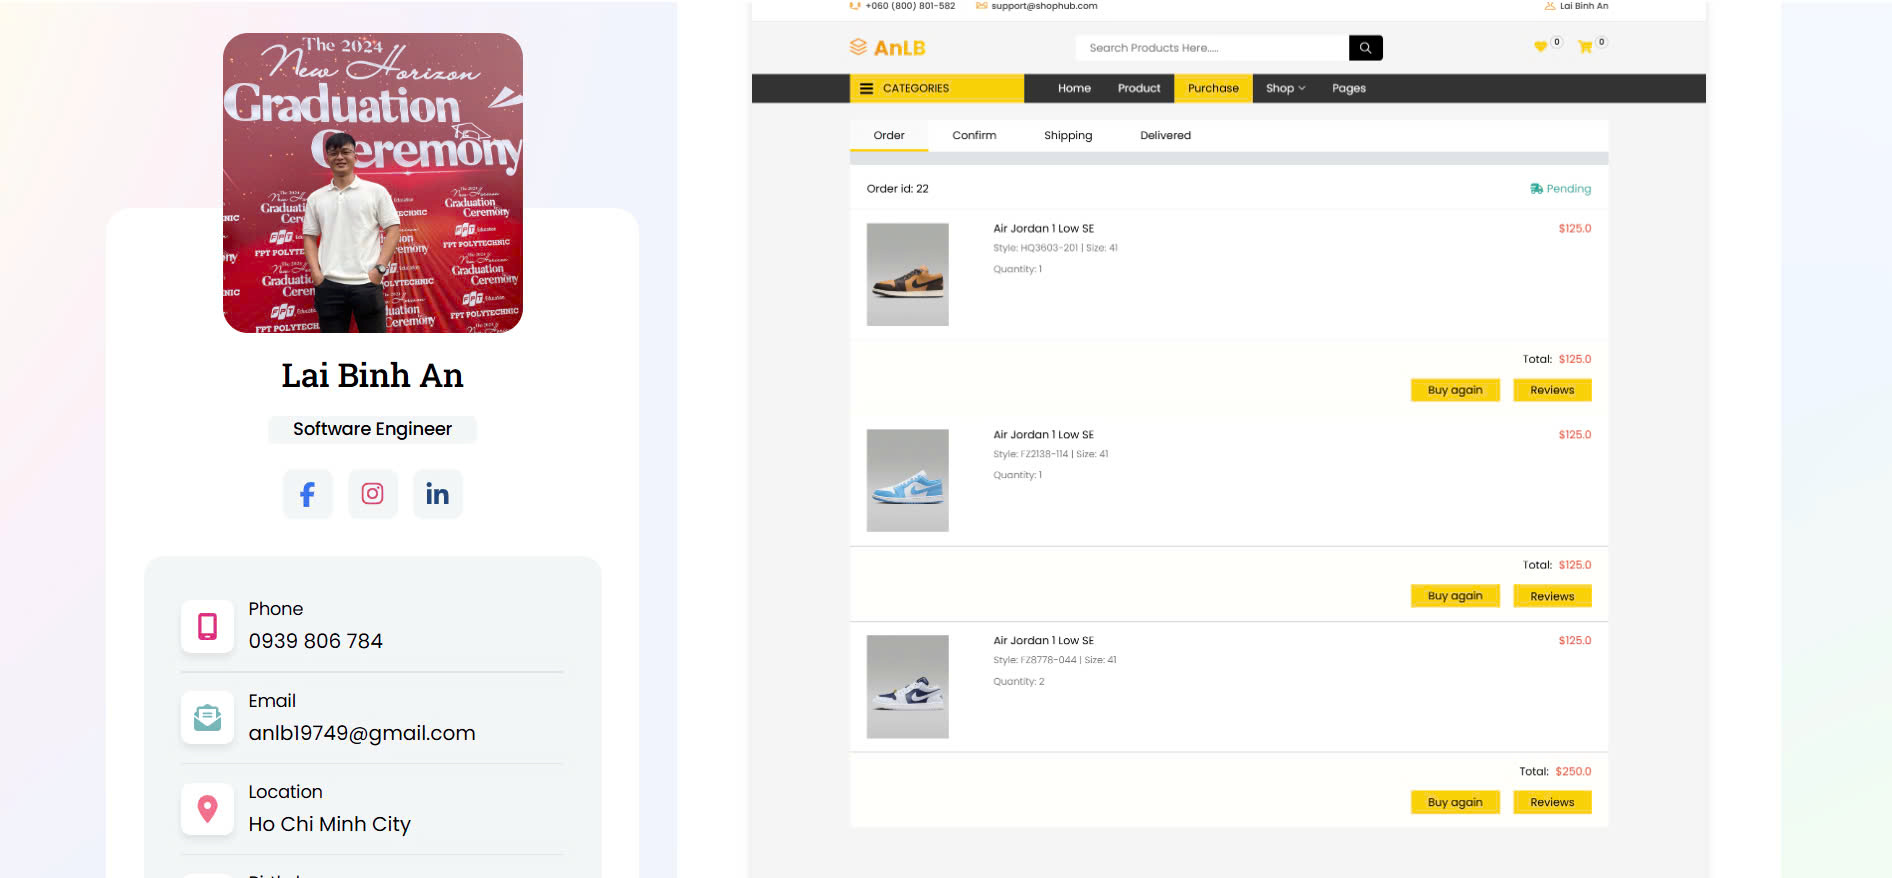 The 2024
New Horizon
Graduation
Ceremony
FPT Education
FPT POLYTECHNIC
Lai Binh An
Software Engineer
Phone
0939 806 784
Email
anlb19749@gmail.com
Location
Ho Chi Minh City
+060 (800) 801-582
support@shophub.com
Lai Binh An
AnLB
Search Products Here.....
0
0
CATEGORIES
Home
Product
Purchase
Shop
Pages
Order
Confirm
Shipping
Delivered
Order id: 22
Pending
Air Jordan 1 Low SE
$125.0
Style: HQ3603-201 | Size: 41
Quantity: 1
Total: $125.0
Buy again
Reviews
Air Jordan 1 Low SE
$125.0
Style: FZ2138-114 | Size: 41
Quantity: 1
Total: $125.0
Buy again
Reviews
Air Jordan 1 Low SE
$125.0
Style: FZ8778-044 | Size: 41
Quantity: 2
Total: $250.0
Buy again
Reviews